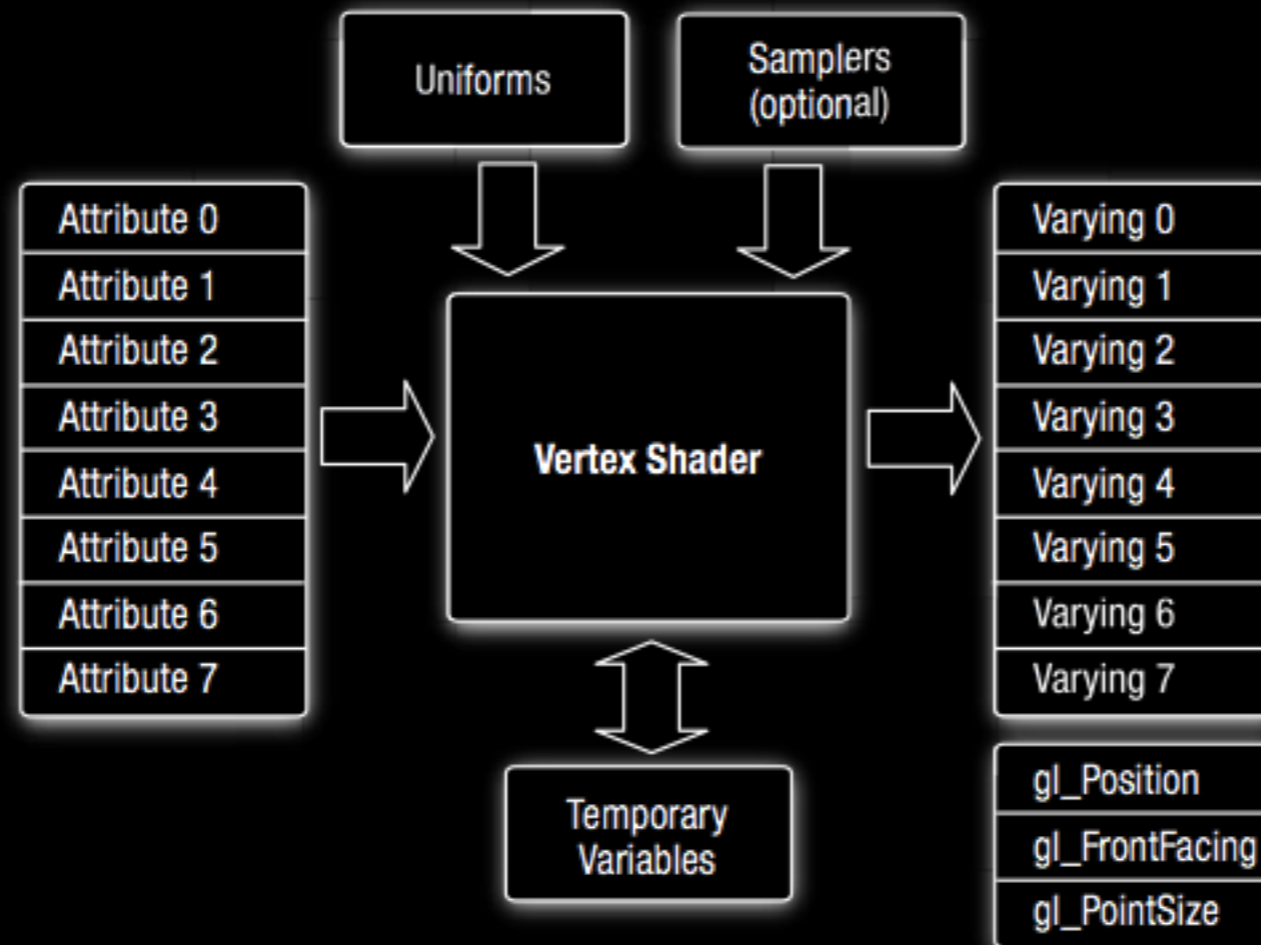 Uniforms
Samplers
(optional)
Attribute 0
Attribute 1
Attribute 2
Attribute 3
Attribute 4
Attribute 5
Attribute 6
Attribute 7
Vertex Shader
Temporary
Variables
Varying 0
Varying 1
Varying 2
Varying 3
Varying 4
Varying 5
Varying 6
Varying 7
gl_Position
gl_FrontFacing
gl_PointSize